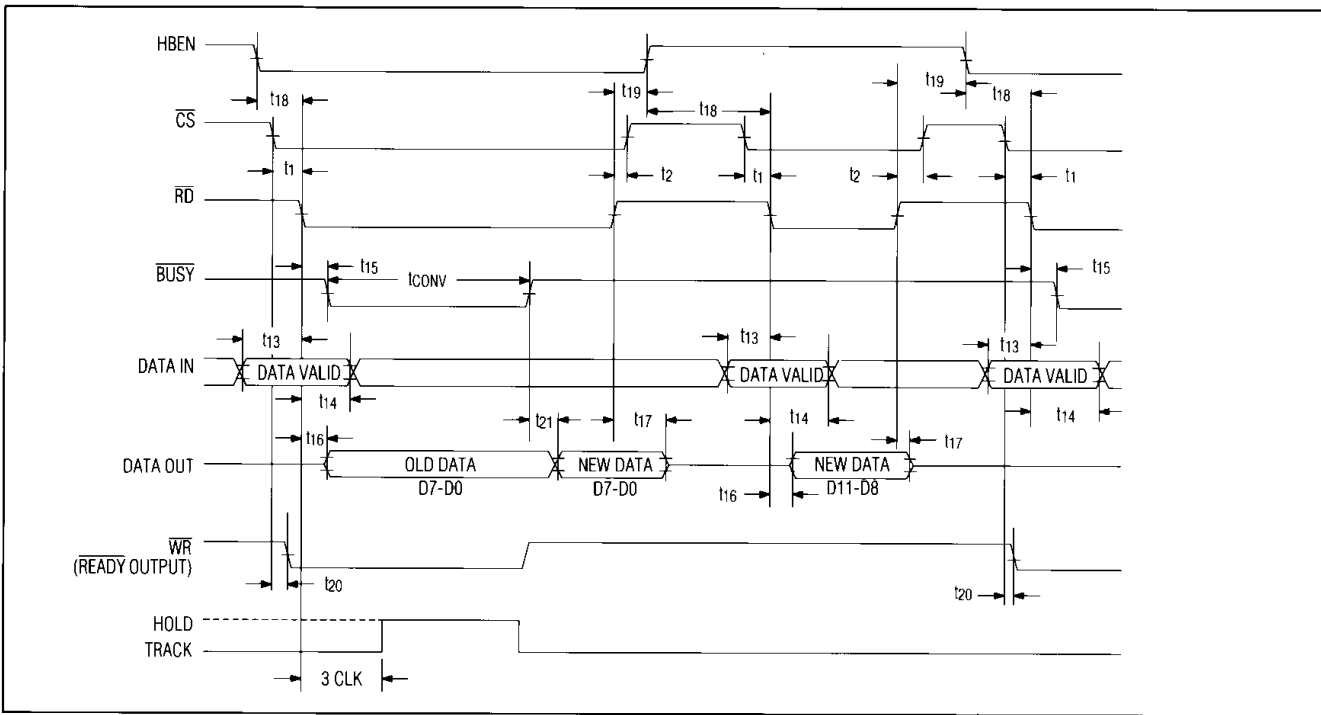 HBEN
t19 t19
t18 t18 t18
CS
t1 t2 t1 t2 t1
RD
BUSY t15 tCONV t15
t13 t13 t13
DATA IN DATA VALID DATA VALID DATA VALID
t14 t14 t14
t16 t21 t17 t17
DATA OUT OLD DATA NEW DATA NEW DATA
D7-D0 D7-D0 t16 D11-D8
WR
(READY OUTPUT)
t20 t20
HOLD
TRACK
3 CLK